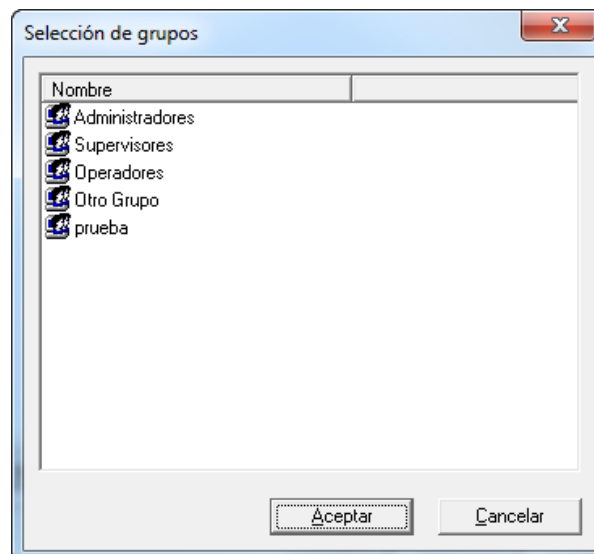 Selección de grupos
Nombre
Administradores
Supervisores
Operadores
Otro Grupo
prueba
Aceptar
Cancelar